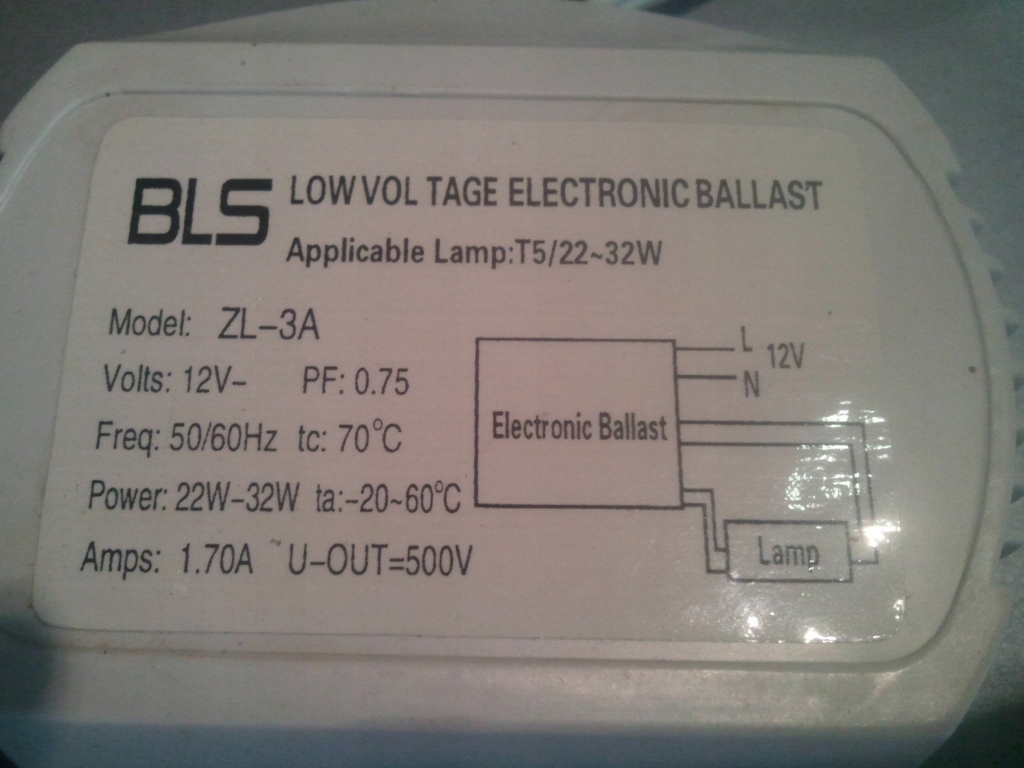 BLS LOW VOL TAGE ELECTRONIC BALLAST
Applicable Lamp:T5/22~32W
Model: ZL-3A
Volts: 12V- PF: 0.75
Freq: 50/60Hz tc: 70°C
Power: 22W-32W ta:-20~60°C
Amps: 1.70A U-OUT=500V
L
12V
N
Electronic Ballast
Lamp